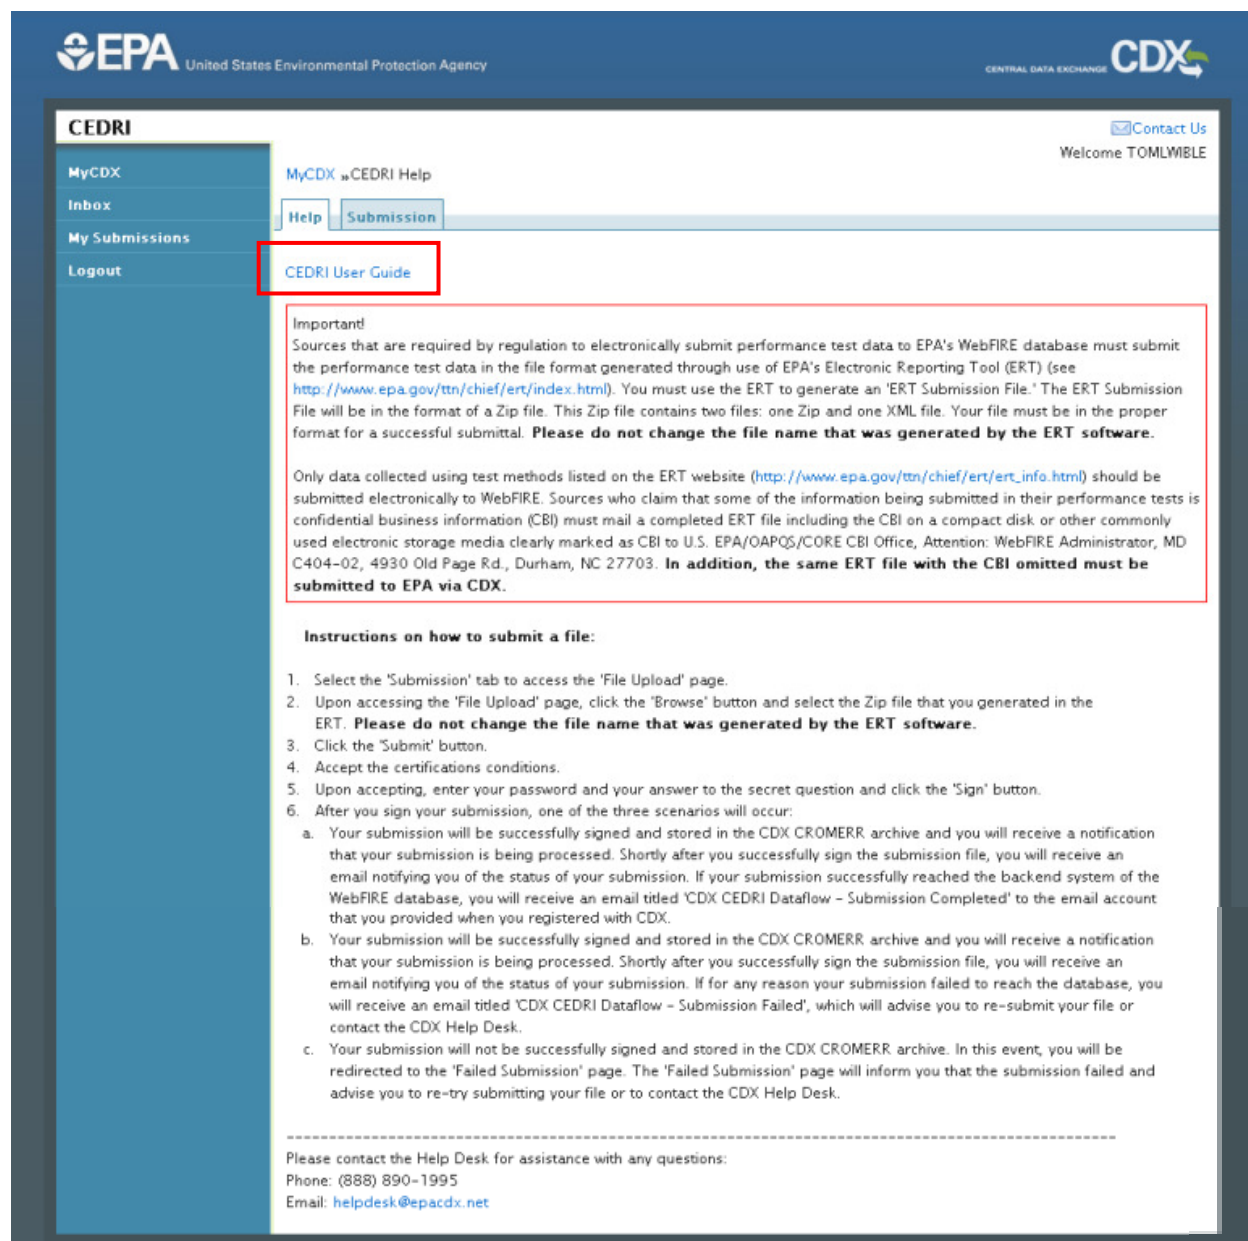 EPA United States Environmental Protection Agency
CENTRAL DATA EXCHANGE CDX
CEDRI
Contact Us
Welcome TOMLWIBLE
MyCDX
Inbox
My Submissions
Logout
MyCDX »CEDRI Help
Help Submission
CEDRI User Guide
Important!
Sources that are required by regulation to electronically submit performance test data to EPA's WebFIRE database must submit
the performance test data in the file format generated through use of EPA's Electronic Reporting Tool (ERT) (see
http://www.epa.gov/ttn/chief/ert/index.html). You must use the ERT to generate an 'ERT Submission File.' The ERT Submission
File will be in the format of a Zip file. This Zip file contains two files: one Zip and one XML file. Your file must be in the proper
format for a successful submittal. Please do not change the file name that was generated by the ERT software.
Only data collected using test methods listed on the ERT website (http://www.epa.gov/ttn/chief/ert/ert_info.html) should be
submitted electronically to WebFIRE. Sources who claim that some of the information being submitted in their performance tests is
confidential business information (CBI) must mail a completed ERT file including the CBI on a compact disk or other commonly
used electronic storage media clearly marked as CBI to U.S. EPA/OAPQS/CORE CBI Office, Attention: WebFIRE Administrator, MD
C404-02, 4930 Old Page Rd., Durham, NC 27703. In addition, the same ERT file with the CBI omitted must be
submitted to EPA via CDX.
Instructions on how to submit a file:
1. Select the 'Submission' tab to access the 'File Upload' page.
2. Upon accessing the 'File Upload' page, click the 'Browse' button and select the Zip file that you generated in the
ERT. Please do not change the file name that was generated by the ERT software.
3. Click the 'Submit' button.
4. Accept the certifications conditions.
5. Upon accepting, enter your password and your answer to the secret question and click the 'Sign' button.
6. After you sign your submission, one of the three scenarios will occur:
a. Your submission will be successfully signed and stored in the CDX CROMERR archive and you will receive a notification
that your submission is being processed. Shortly after you successfully sign the submission file, you will receive an
email notifying you of the status of your submission. If your submission successfully reached the backend system of the
WebFIRE database, you will receive an email titled 'CDX CEDRI Dataflow - Submission Completed' to the email account
that you provided when you registered with CDX.
b. Your submission will be successfully signed and stored in the CDX CROMERR archive and you will receive a notification
that your submission is being processed. Shortly after you successfully sign the submission file, you will receive an
email notifying you of the status of your submission. If for any reason your submission failed to reach the database, you
will receive an email titled 'CDX CEDRI Dataflow - Submission Failed', which will advise you to re-submit your file or
contact the CDX Help Desk.
c. Your submission will not be successfully signed and stored in the CDX CROMERR archive. In this event, you will be
redirected to the 'Failed Submission' page. The 'Failed Submission' page will inform you that the submission failed and
advise you to re-try submitting your file or to contact the CDX Help Desk.
Please contact the Help Desk for assistance with any questions:
Phone: (888) 890-1995
Email: helpdesk@epacdx.net